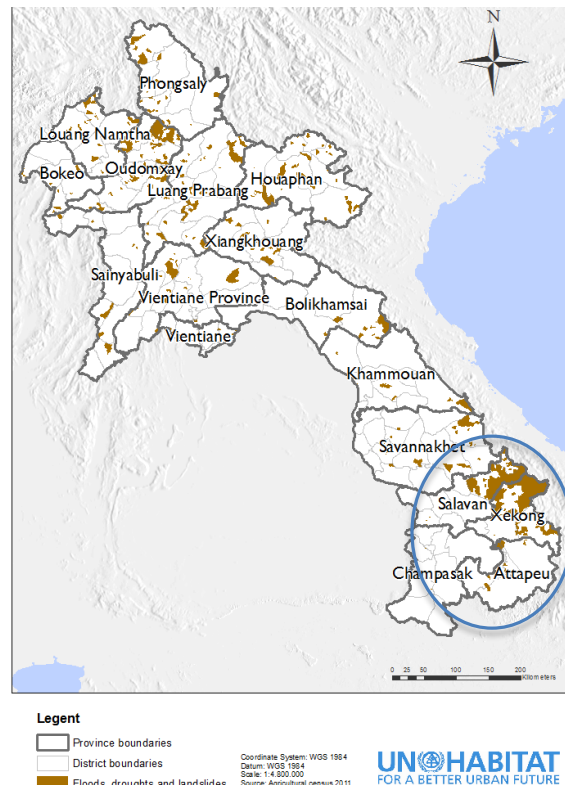 N
Phongsaly
Louang Namtha
Bokeo
Oudomxay
Houaphan
Luang Prabang
Xiangkhouang
Sainyabuli
Vientiane Province
Bolikhamsai
Vientiane
Khammouan
Savannakhet
Salavan
Xekong
Champasak
Attapeu
0 25 50 100 150 200
Kilometers
Legent
Province boundaries
District boundaries
Floods, droughts and landslides
Coordinate System: WGS 1984
Datum: WGS 1984
Scale: 1:4.800.000
Source: Agricultural census 2011
UN HABITAT
FOR A BETTER URBAN FUTURE